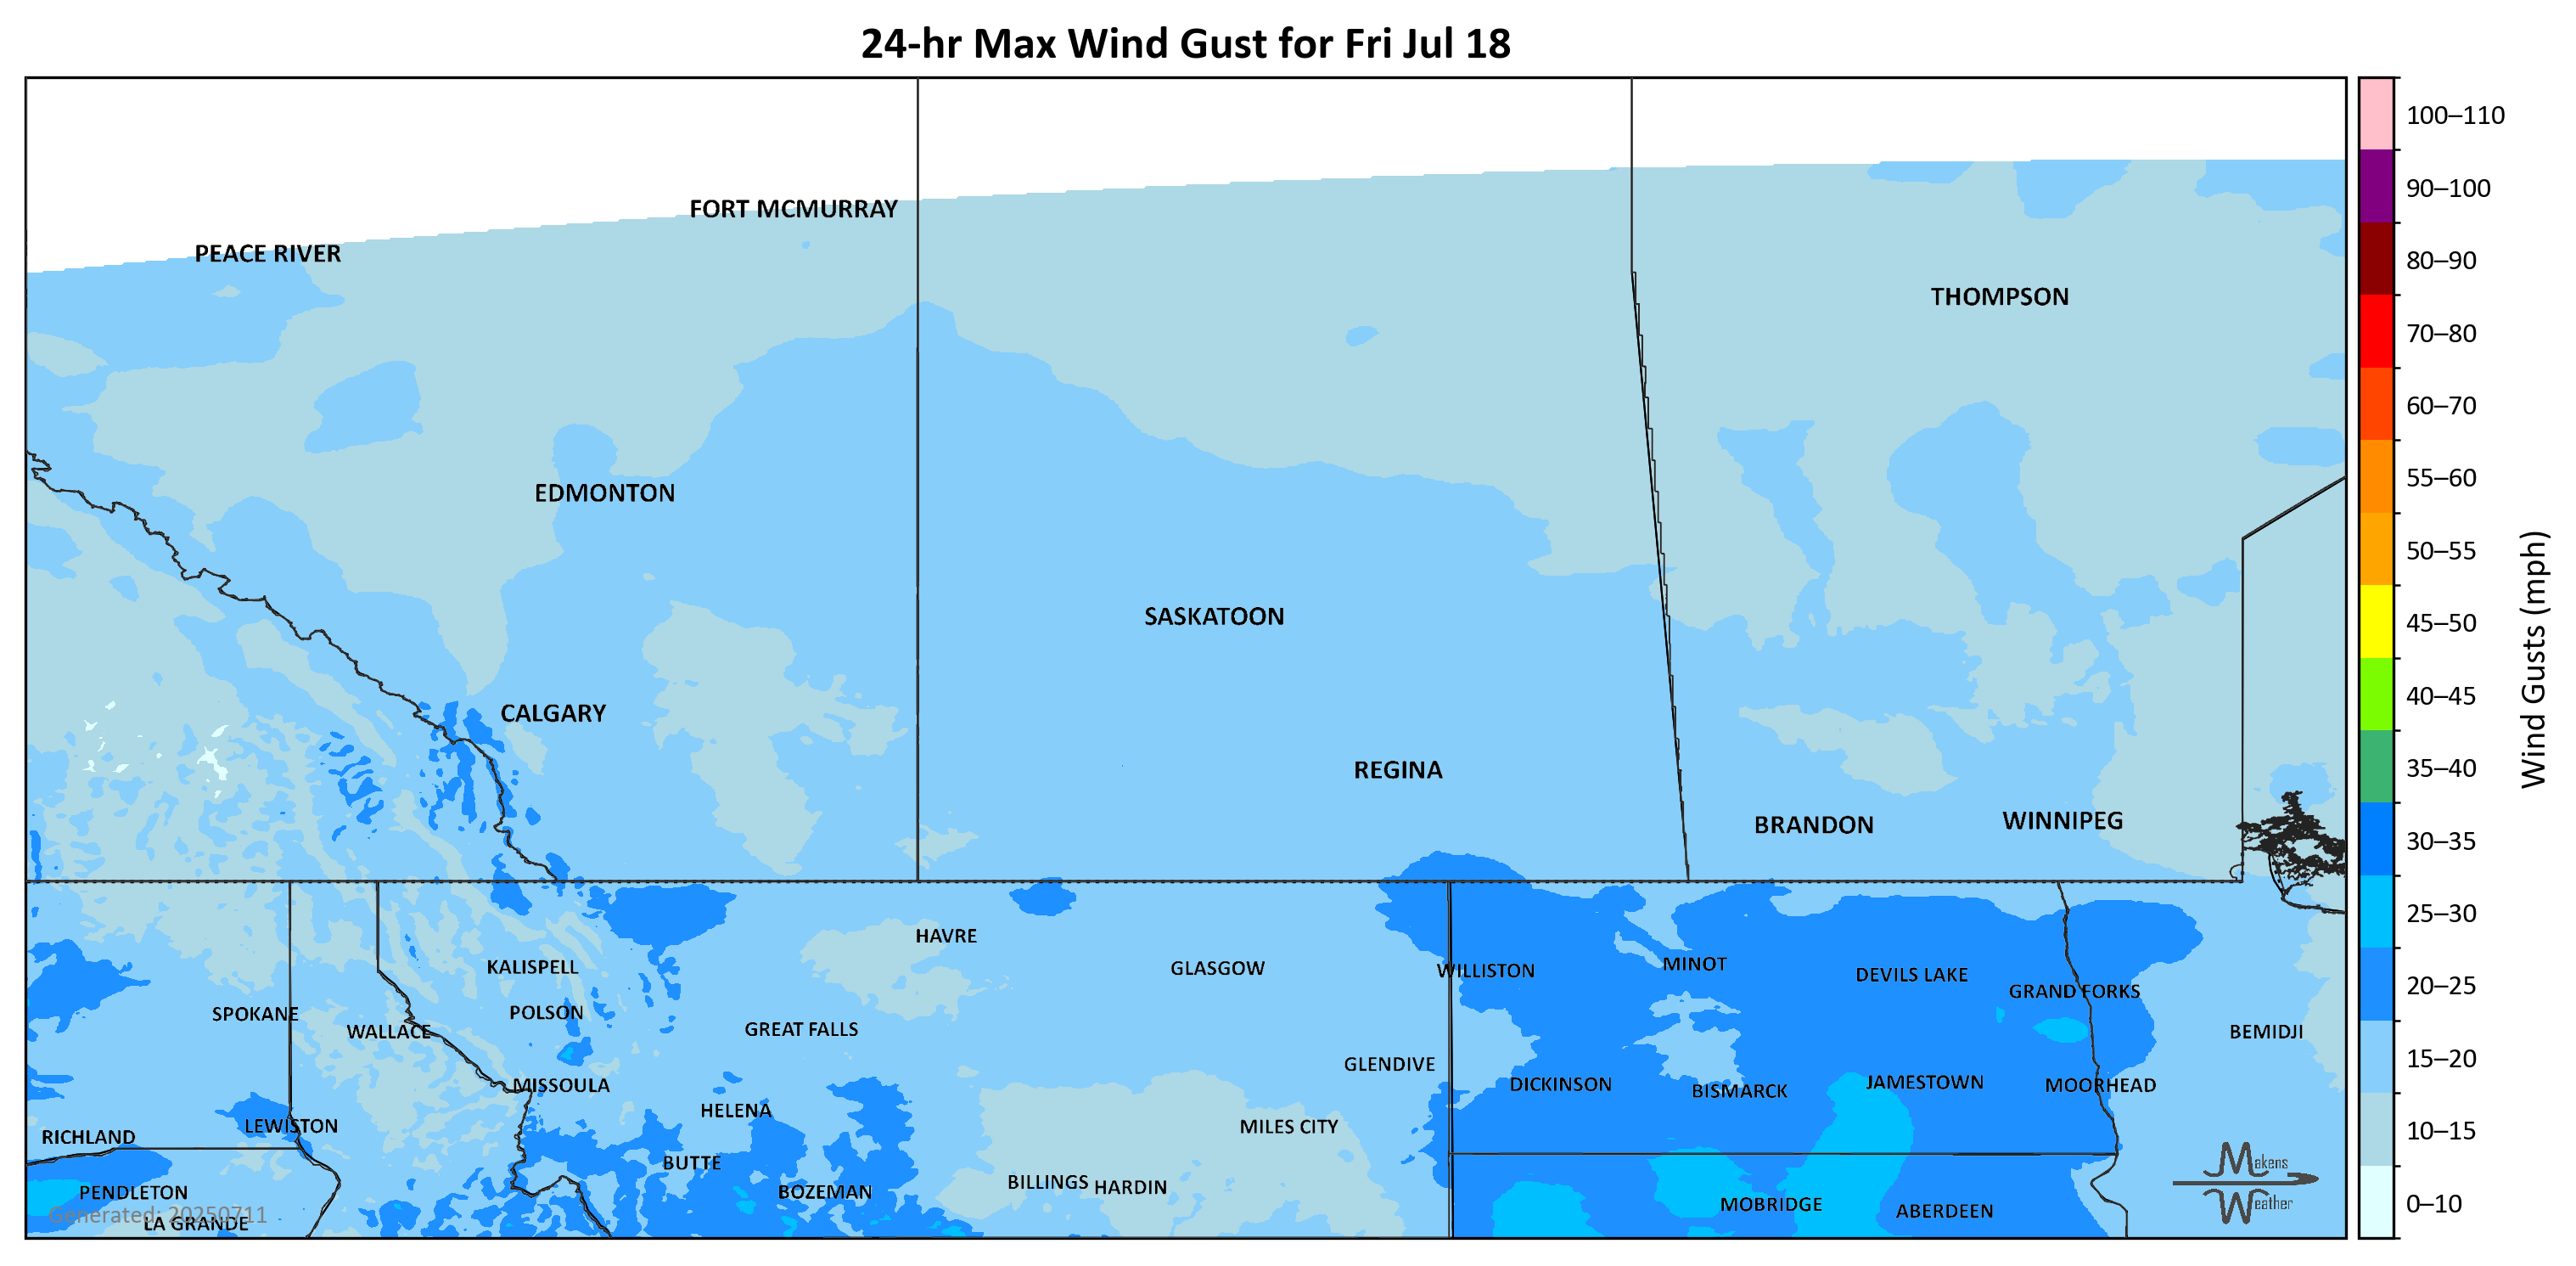 24-hr Max Wind Gust for Fri Jul 18
FORT MCMURRAY
PEACE RIVER
THOMPSON
EDMONTON
SASKATOON
CALGARY
REGINA
BRANDON
WINNIPEG
HAVRE
KALISPELL
GLASGOW
WILLISTON
MINOT
DEVILS LAKE
GRAND FORKS
SPOKANE
POLSON
WALLACE
GREAT FALLS
BEMIDJI
GLENDIVE
MISSOULA
DICKINSON
BISMARCK
JAMESTOWN
MOORHEAD
HELENA
LEWISTON
MILES CITY
RICHLAND
BUTTE
PENDLETON
BOZEMAN
BILLINGS
HARDIN
MOBRIDGE
ABERDEEN
Generated: 20250711
LA GRANDE
Makens
Weather
100–110
90–100
80–90
70–80
60–70
55–60
50–55
45–50
40–45
35–40
30–35
25–30
20–25
15–20
10–15
0–10
Wind Gusts (mph)